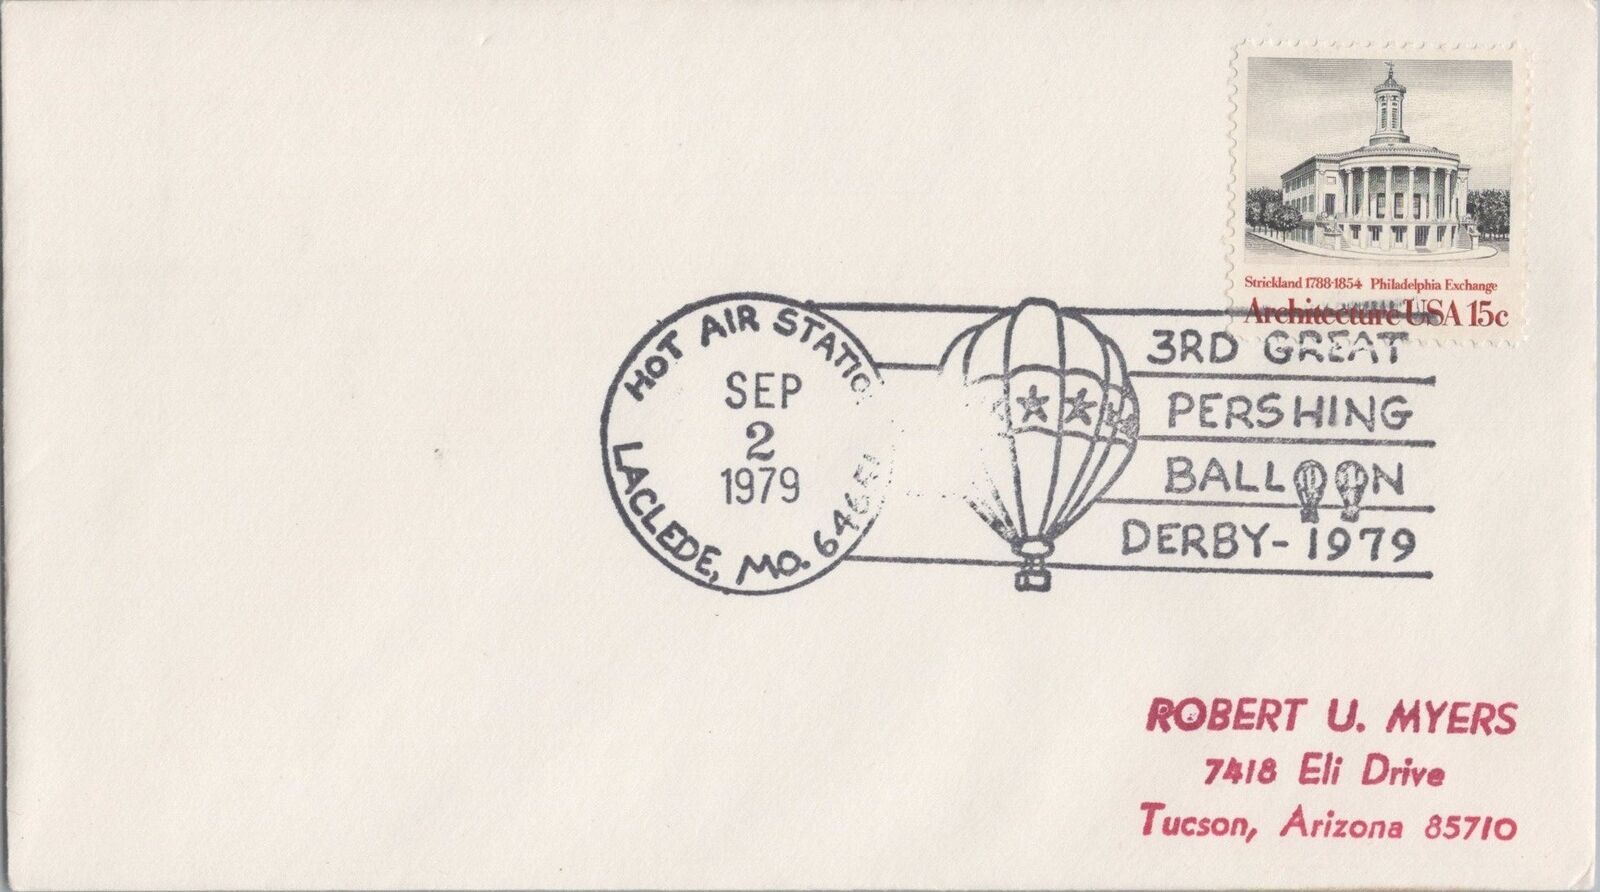 Strickland 1788-1854 Philadelphia Exchange
Architecture USA 15c
HOT AIR STATION
SEP
2
1979
LACLEDE, MO. 64651
3RD GREAT
PERSHING
BALLOON
DERBY-1979
ROBERT U. MYERS
7418 Eli Drive
Tucson, Arizona 85710